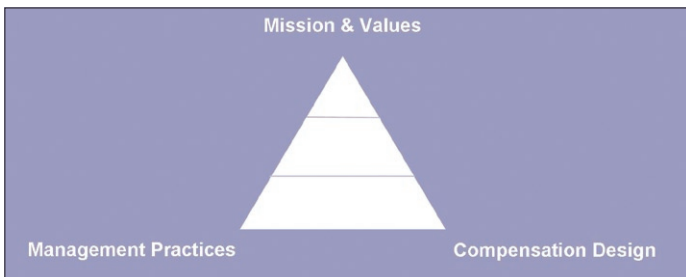 Mission & Values
Management Practices
Compensation Design